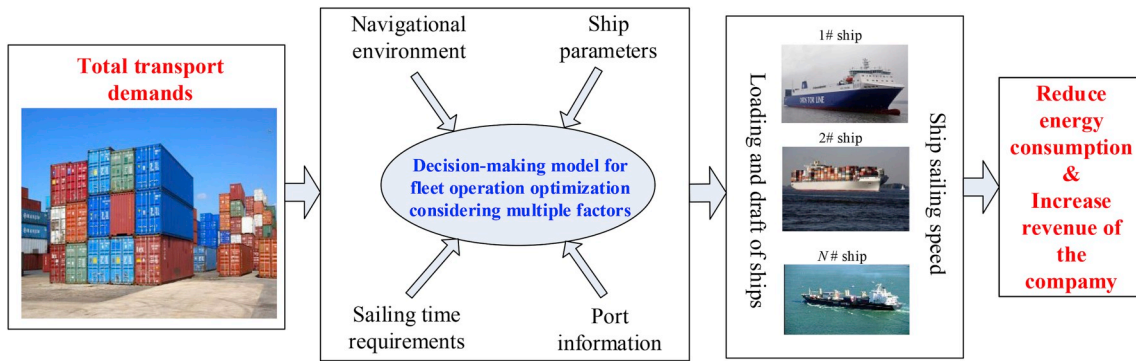 Total transport
demands
Navigational
environment
Ship
parameters
Decision-making model for
fleet operation optimization
considering multiple factors
Sailing time
requirements
Port
information
Loading and draft of ships
1# ship
2# ship
N# ship
Ship sailing speed
Reduce
energy
consumption
&
Increase
revenue of
the
compamy